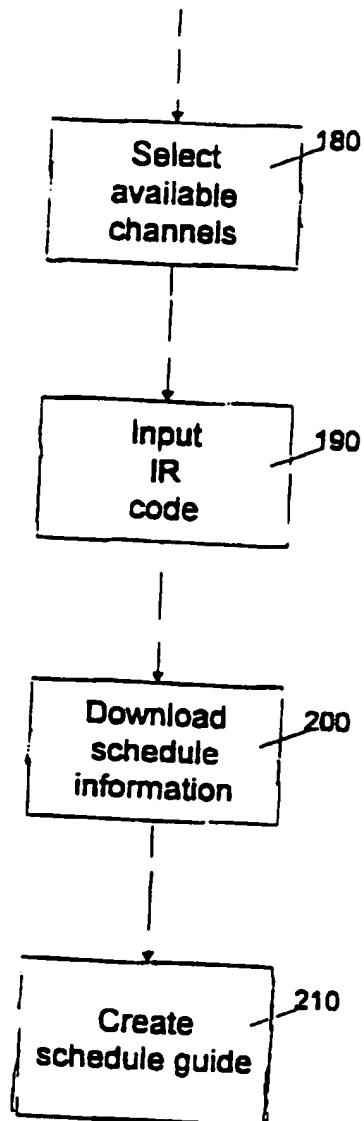 180
Select
available
channels
190
Input
IR
code
200
Download
schedule
information
210
Create
schedule guide